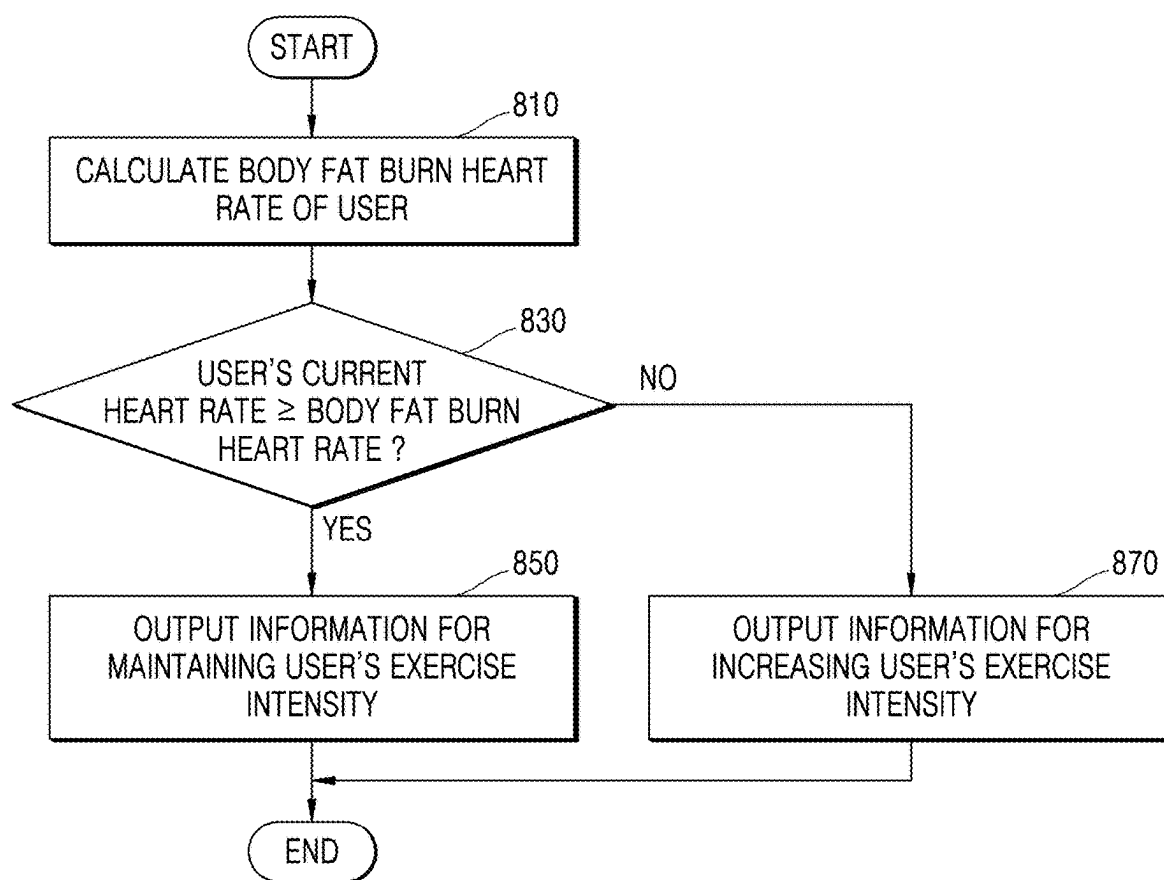 START
810
CALCULATE BODY FAT BURN HEART
RATE OF USER
830
USER'S CURRENT
HEART RATE ≧ BODY FAT BURN
HEART RATE ?
NO
YES
850
OUTPUT INFORMATION FOR
MAINTAINING USER'S EXERCISE
INTENSITY
870
OUTPUT INFORMATION FOR
INCREASING USER'S EXERCISE
INTENSITY
END